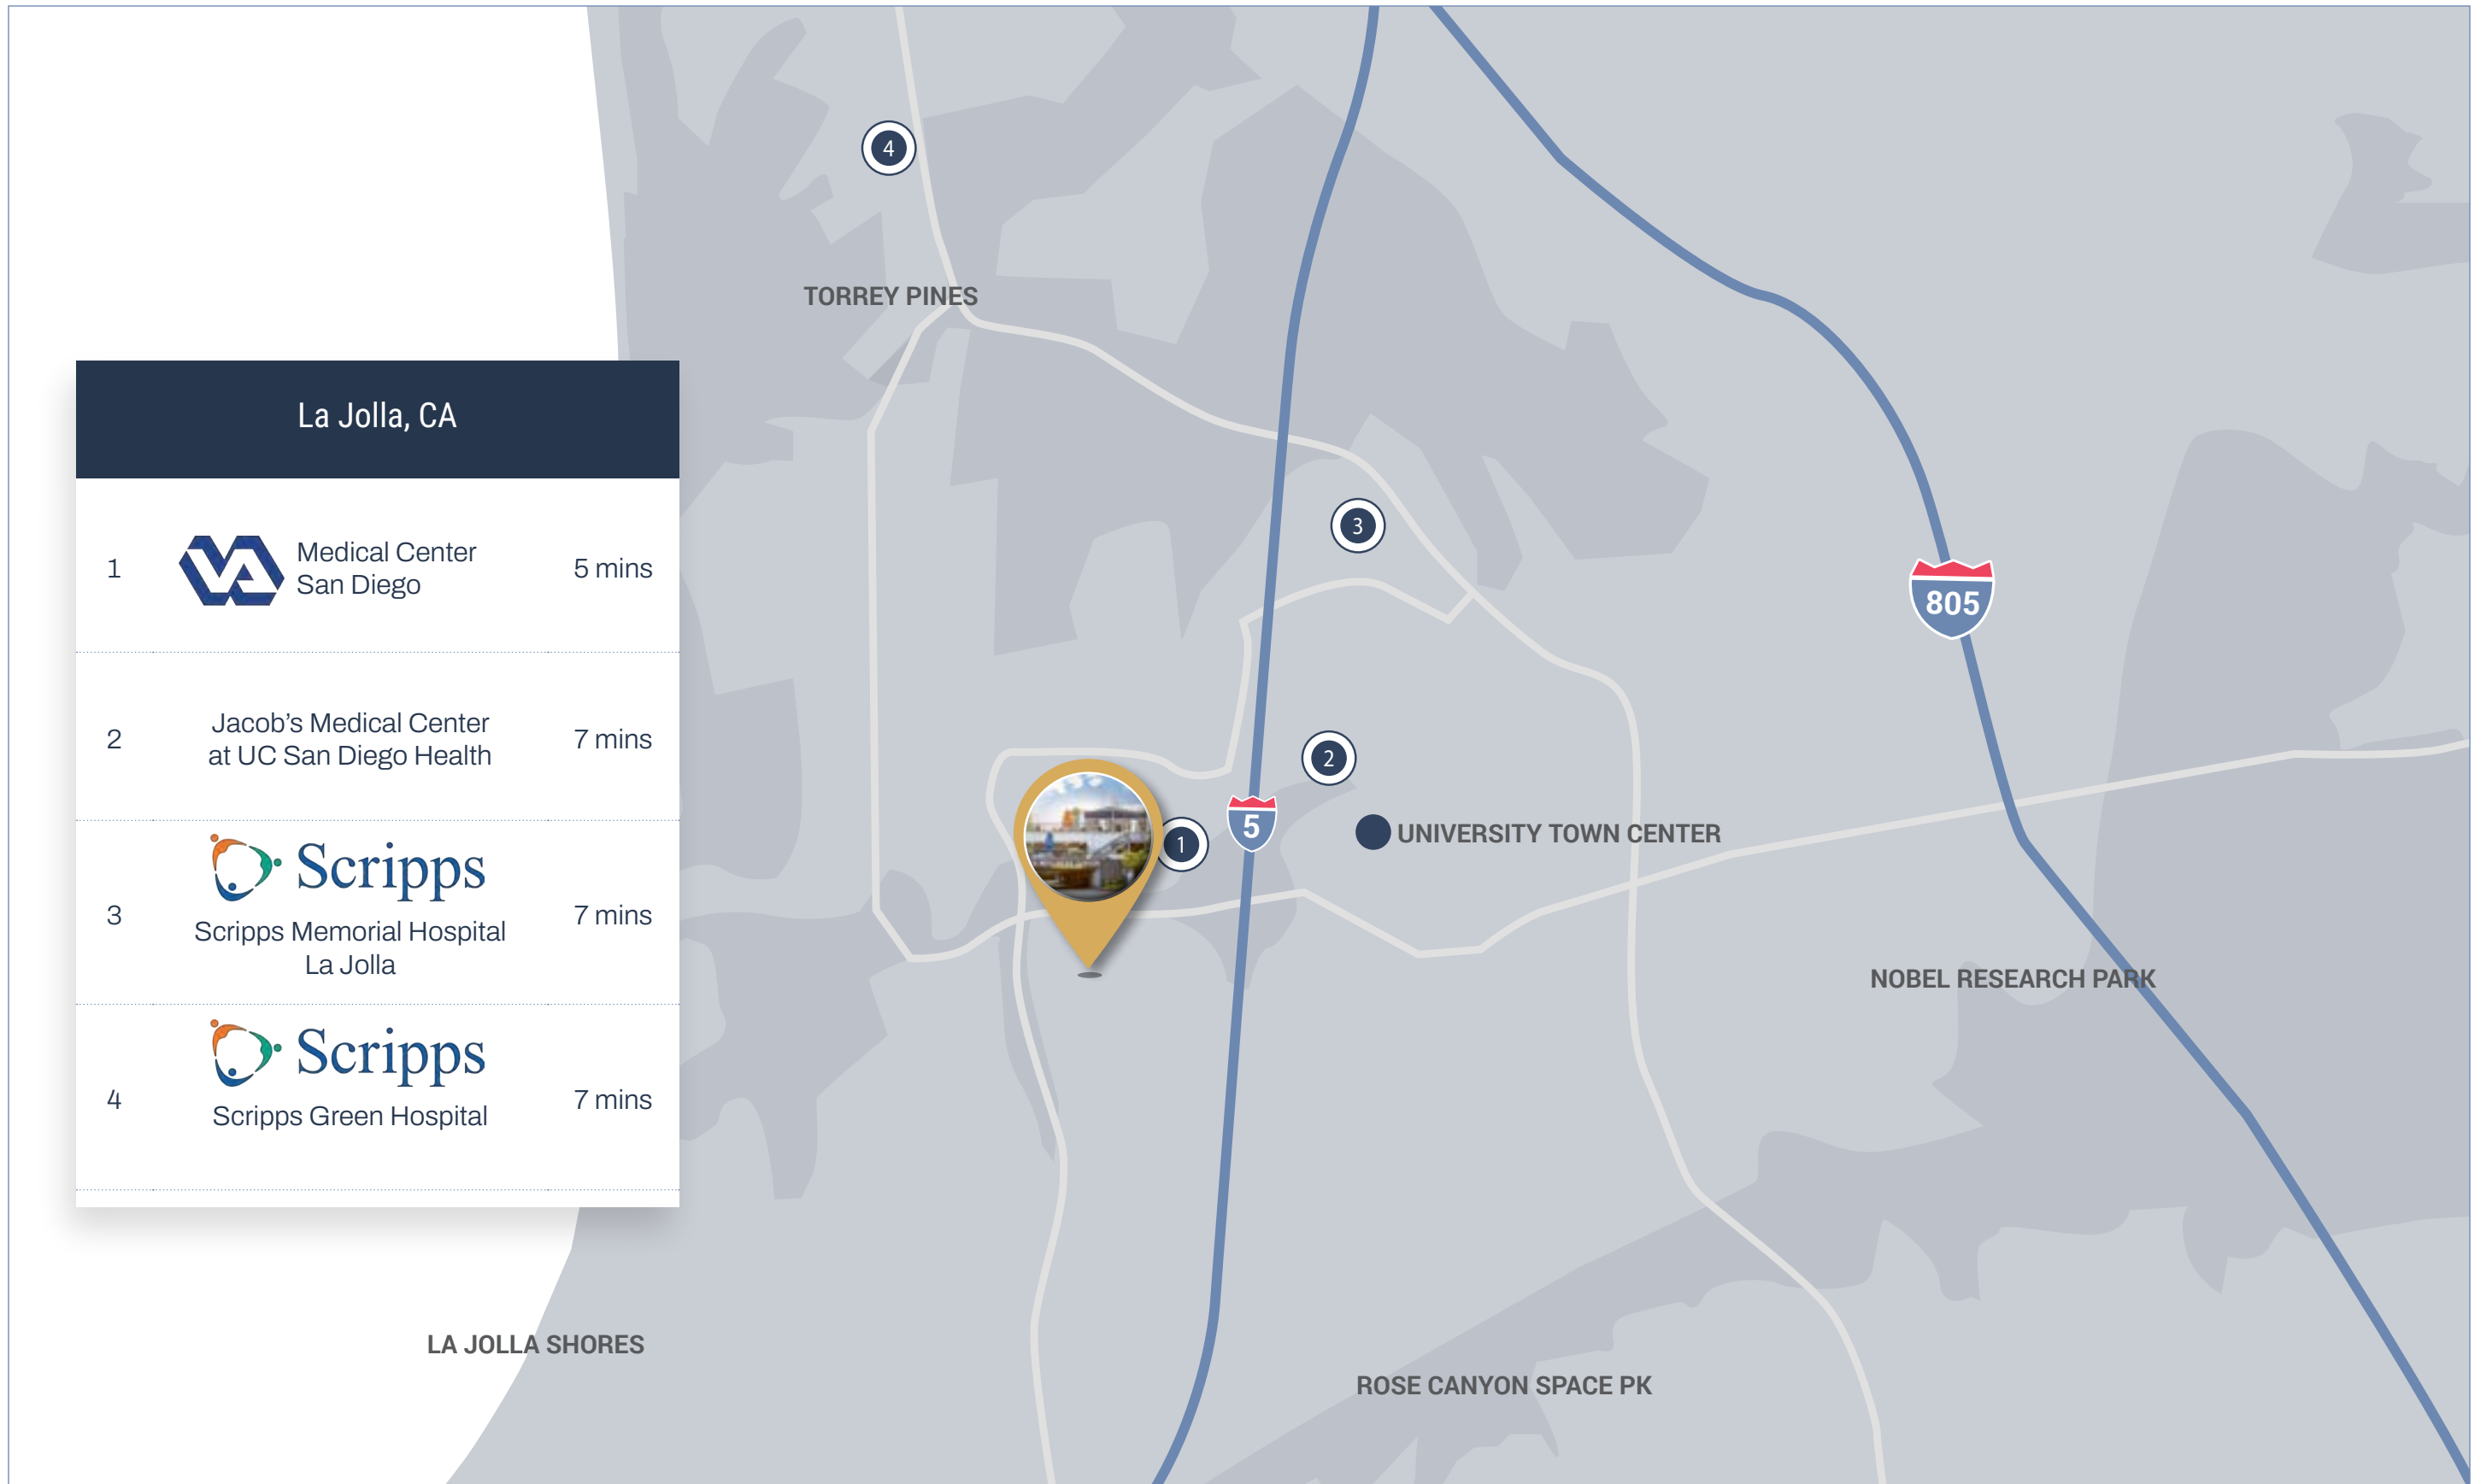 La Jolla, CA
1
VA
Medical Center
San Diego
5 mins
2
Jacob’s Medical Center
at UC San Diego Health
7 mins
3
Scripps
Scripps Memorial Hospital
La Jolla
7 mins
4
Scripps
Scripps Green Hospital
7 mins
4
TORREY PINES
3
805
2
5
1
UNIVERSITY TOWN CENTER
NOBEL RESEARCH PARK
LA JOLLA SHORES
ROSE CANYON SPACE PK